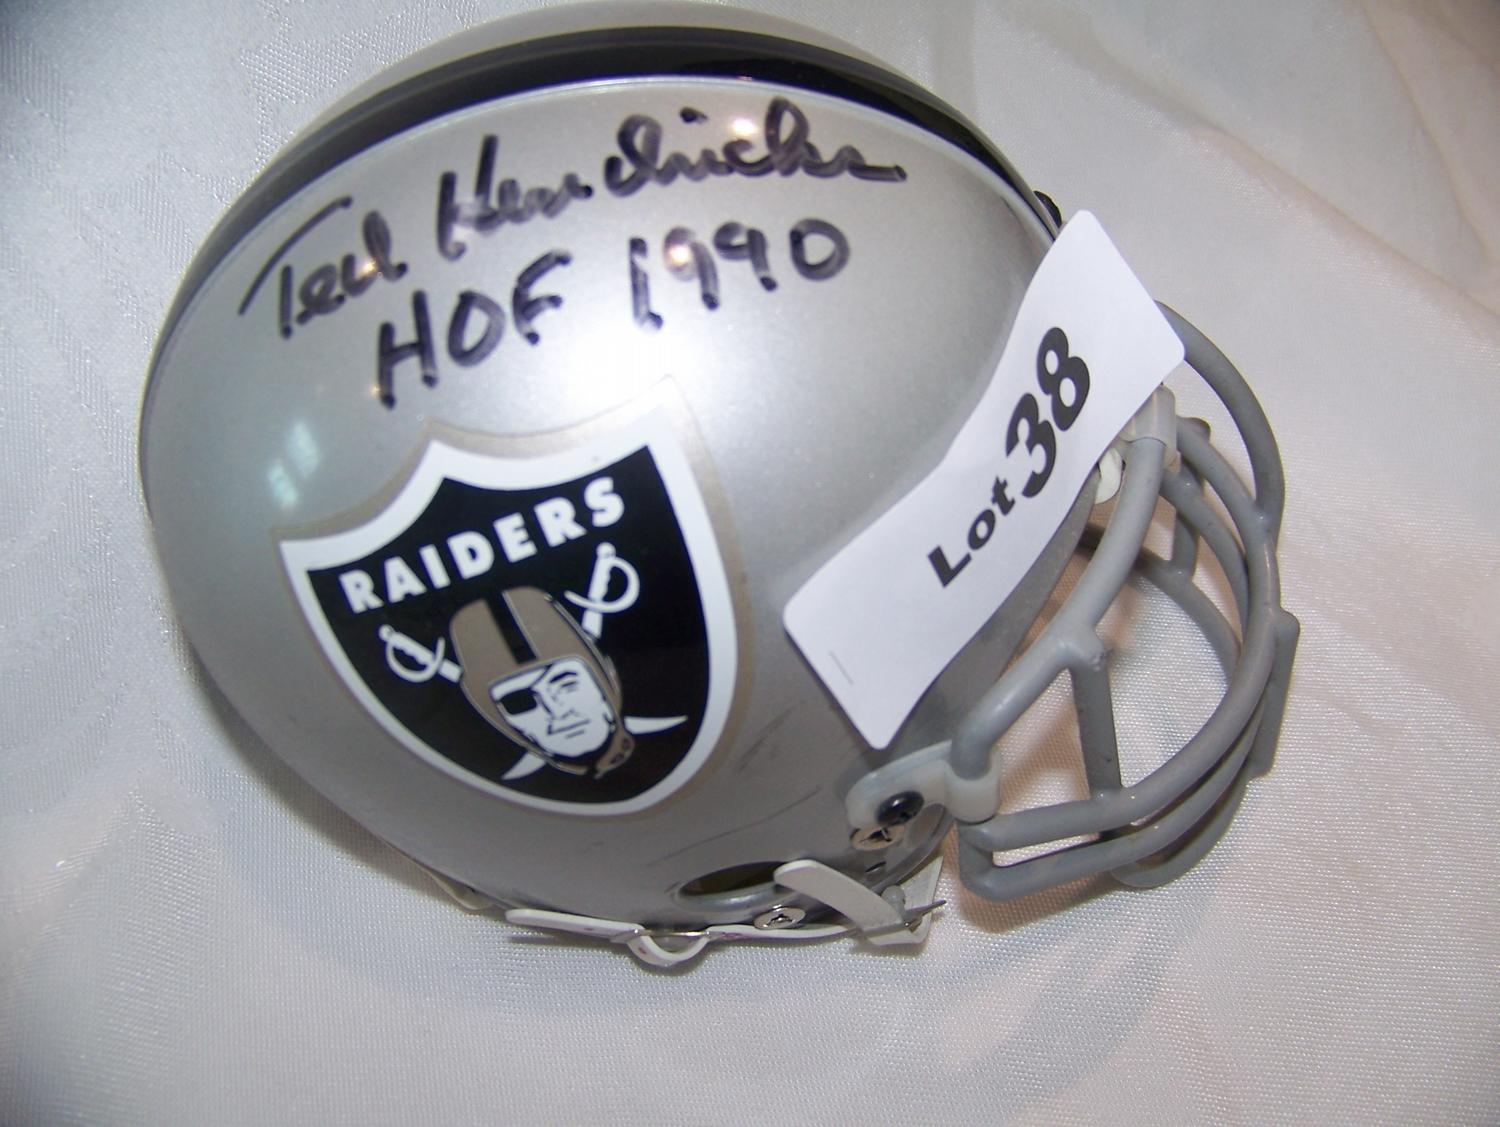 Ted Hendricks
HOF 1990
RAIDERS
Lot 38